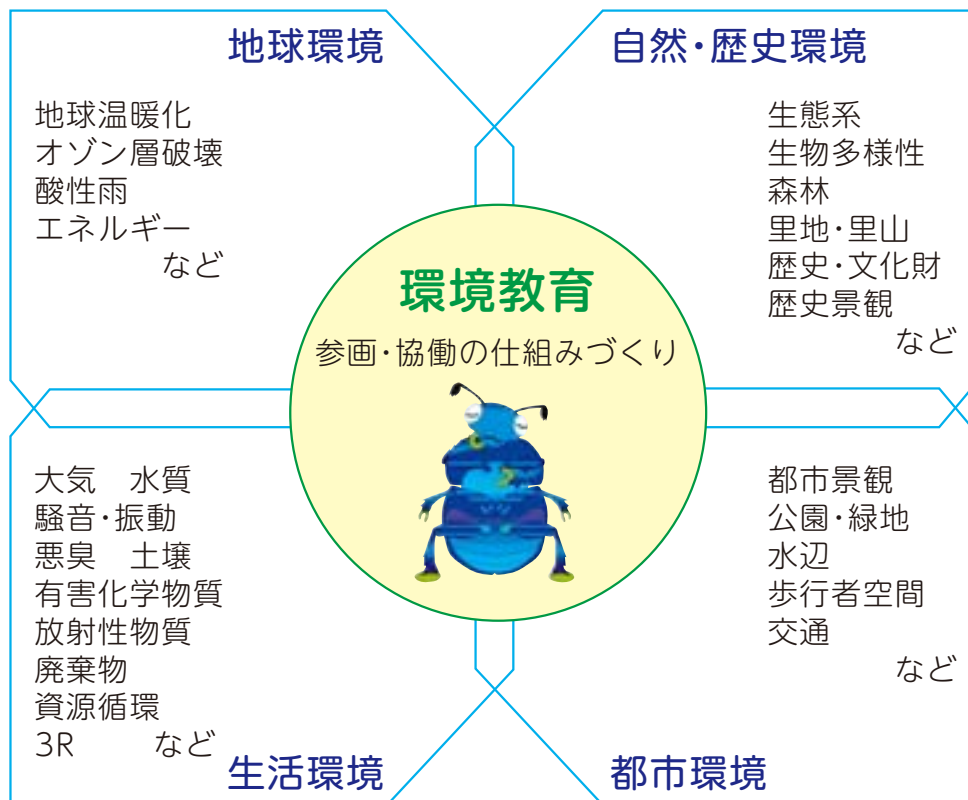 地球環境
地球温暖化
オゾン層破壊
酸性雨
エネルギー
など
自然・歴史環境
生態系
生物多様性
森林
里地・里山
歴史・文化財
歴史景観
など
環境教育
参画・協働の仕組みづくり
大気　水質
騒音・振動
悪臭　土壌
有害化学物質
放射性物質
廃棄物
資源循環
3R　　など
生活環境
都市景観
公園・緑地
水辺
歩行者空間
交通
など
都市環境